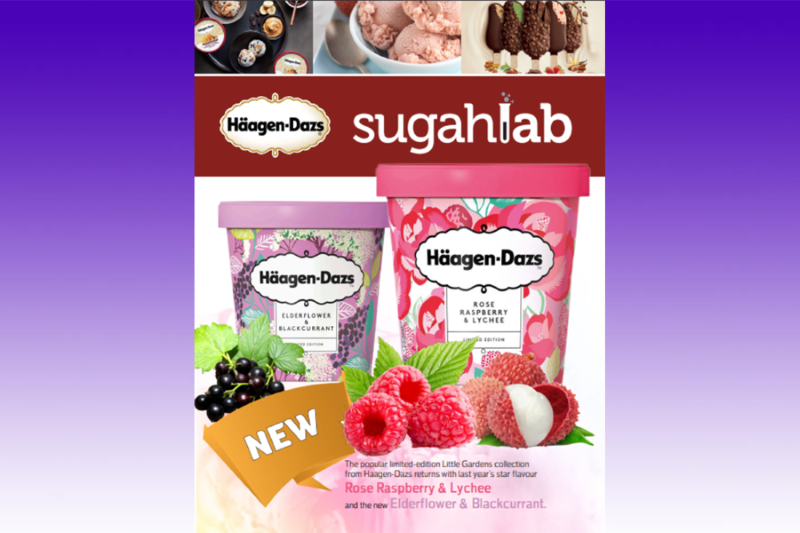 Häagen-Dazs
sugahlab
Häagen-Dazs
ELDERFLOWER
&
BLACKCURRANT
EDITION
Häagen-Dazs
ROSE
RASPBERRY
& LYCHEE
LIMITED EDITION
NEW
The popular limited-edition Little Gardens collection
from Haagen-Dazs returns with last year's star flavour
Rose Raspberry & Lychee
and the new Elderflower & Blackcurrant.